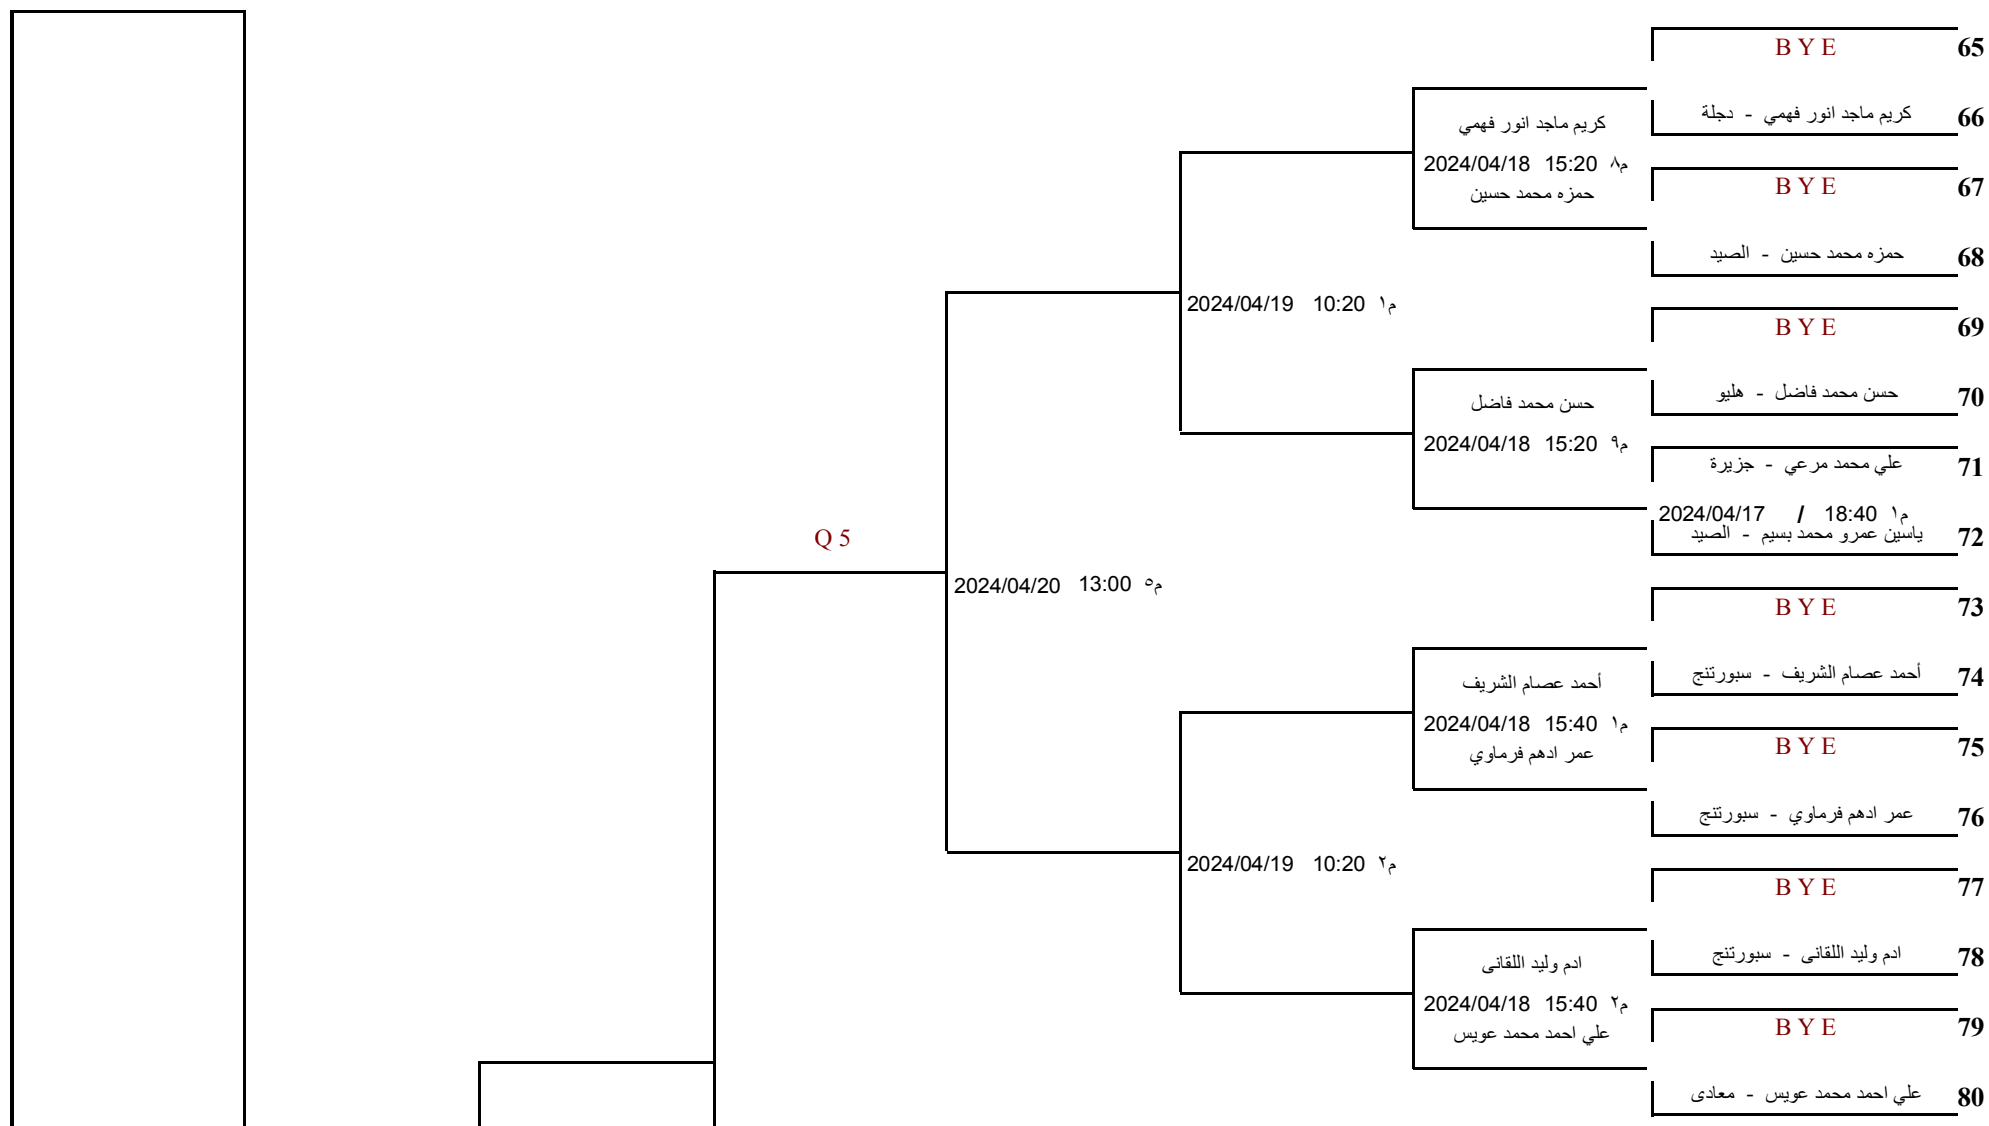 B Y E 65
كريم ماجد انور فهمي - دجلة 66
B Y E 67
حمزه محمد حسين - الصيد 68
B Y E 69
حسن محمد فاضل - هليو 70
علي محمد مرعي - جزيرة 71
2024/04/17 / 18:40 م١
ياسين عمرو محمد بسيم - الصيد 72
B Y E 73
أحمد عصام الشريف - سبورتنج 74
B Y E 75
عمر ادهم فرماوي - سبورتنج 76
B Y E 77
ادم وليد اللقانى - سبورتنج 78
B Y E 79
علي احمد محمد عويس - معادى 80
كريم ماجد انور فهمي
2024/04/18 15:20 م٨
حمزه محمد حسين
حسن محمد فاضل
2024/04/18 15:20 م٩
أحمد عصام الشريف
2024/04/18 15:40 م١
عمر ادهم فرماوي
ادم وليد اللقانى
2024/04/18 15:40 م٢
علي احمد محمد عويس
2024/04/19 10:20 م١
2024/04/19 10:20 م٢
2024/04/20 13:00 م٥
Q 5